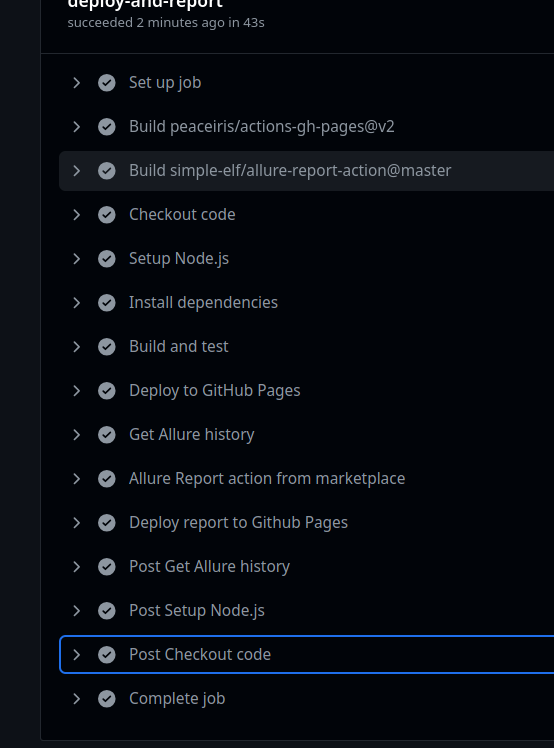 deploy-and-report
succeeded 2 minutes ago in 43s
Set up job
Build peaceiris/actions-gh-pages@v2
Build simple-elf/allure-report-action@master
Checkout code
Setup Node.js
Install dependencies
Build and test
Deploy to GitHub Pages
Get Allure history
Allure Report action from marketplace
Deploy report to Github Pages
Post Get Allure history
Post Setup Node.js
Post Checkout code
Complete job